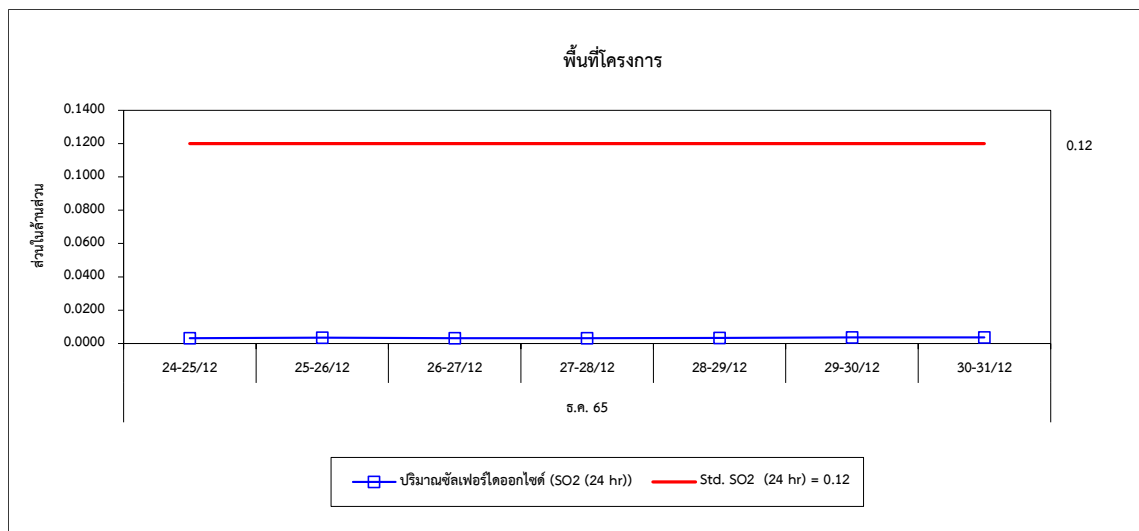 พื้นที่โครงการ
ส่วนในล้านส่วน
0.1400
0.1200
0.1000
0.0800
0.0600
0.0400
0.0200
0.0000
0.12
24-25/12 25-26/12 26-27/12 27-28/12 28-29/12 29-30/12 30-31/12
ธ.ค. 65
ปริมาณซัลเฟอร์ไดออกไซด์ (SO2 (24 hr)) Std. SO2 (24 hr) = 0.12